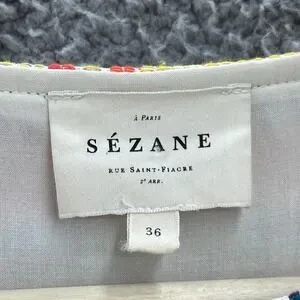 À PARIS
SÉZANE
RUE SAINT-FIACRE
2ᵉ ARR.
36